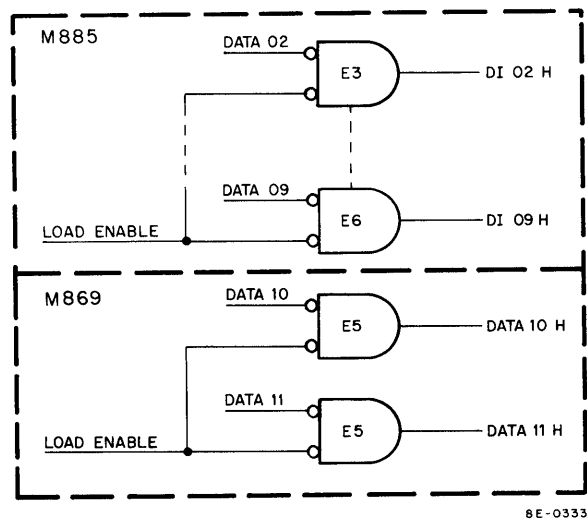 M885
DATA 02
E3
DI 02 H
DATA 09
E6
DI 09 H
LOAD ENABLE
M869
DATA 10
E5
DATA 10 H
DATA 11
E5
DATA 11 H
LOAD ENABLE
8E-0333